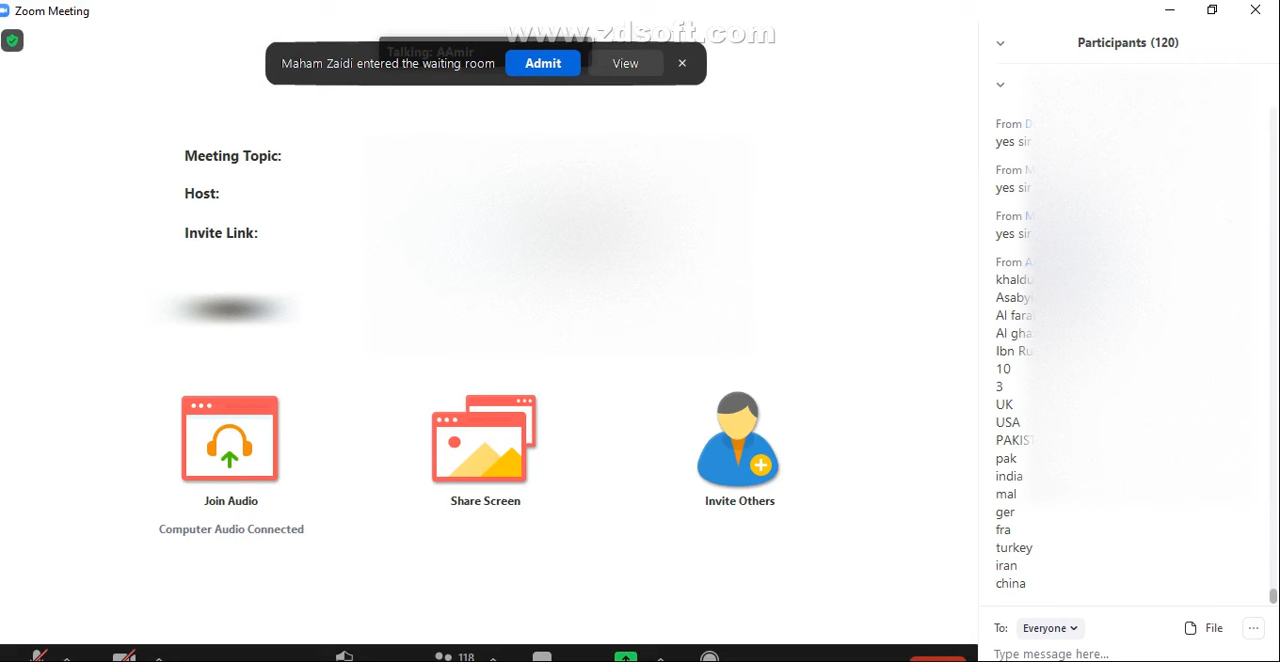 Zoom Meeting
www.zdsoft.com
Talking: AAmir
Maham Zaidi entered the waiting room
Admit
View
Meeting Topic:
Host:
Invite Link:
Join Audio
Computer Audio Connected
Share Screen
Invite Others
118
Participants (120)
From
yes sir
From
yes sir
From
yes sir
From
Al
Al
Ibn
10
3
UK
USA
pak
india
mal
ger
fra
turkey
iran
china
To: Everyone
File
Type message here...